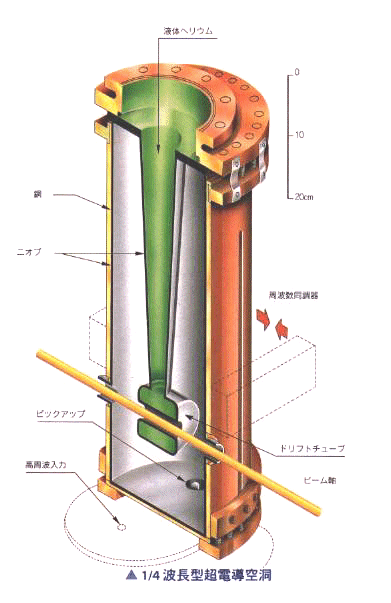 液体ヘリウム
0
10
20cm
銅
ニオブ
周波数同調器
ピックアップ
ドリフトチューブ
高周波入力
ビーム軸
▲ 1/4 波長型超電導空洞